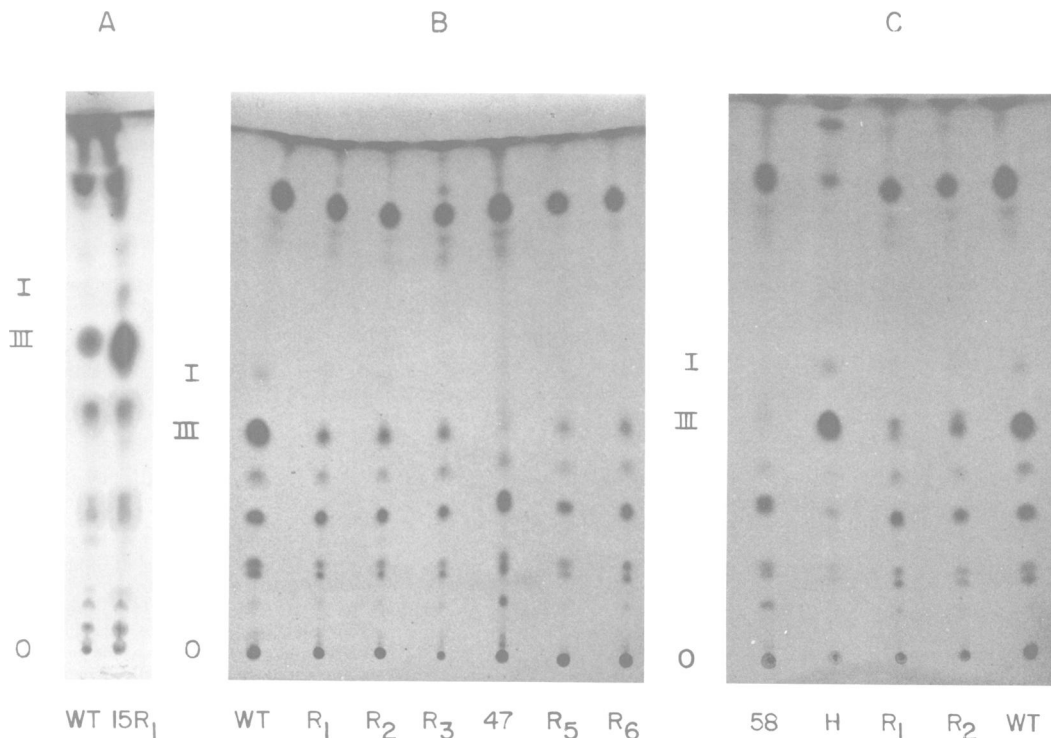 A B C
I
III
O
I
III
O
I
III
O
WT 15R1
WT R1 R2 R3 47 R5 R6
58 H R1 R2 WT